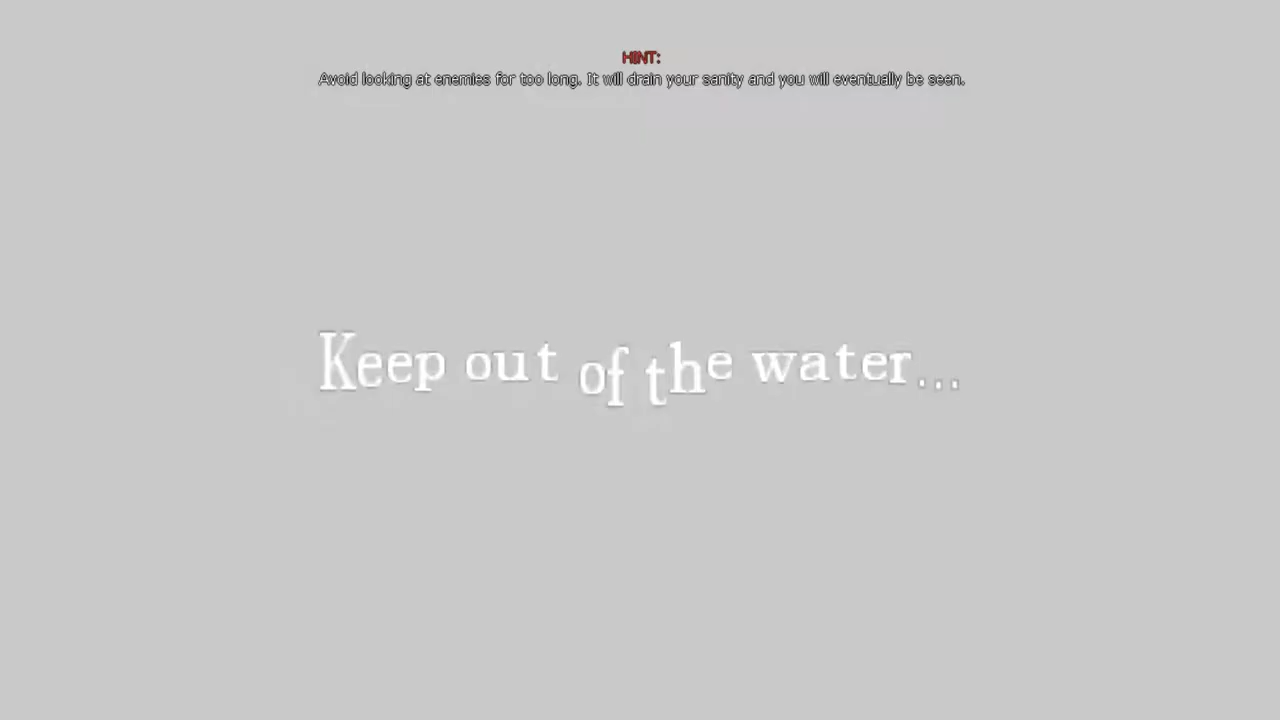 HINT:
Avoid looking at enemies for too long. It will drain your sanity and you will eventually be seen.
Keep out of the water...